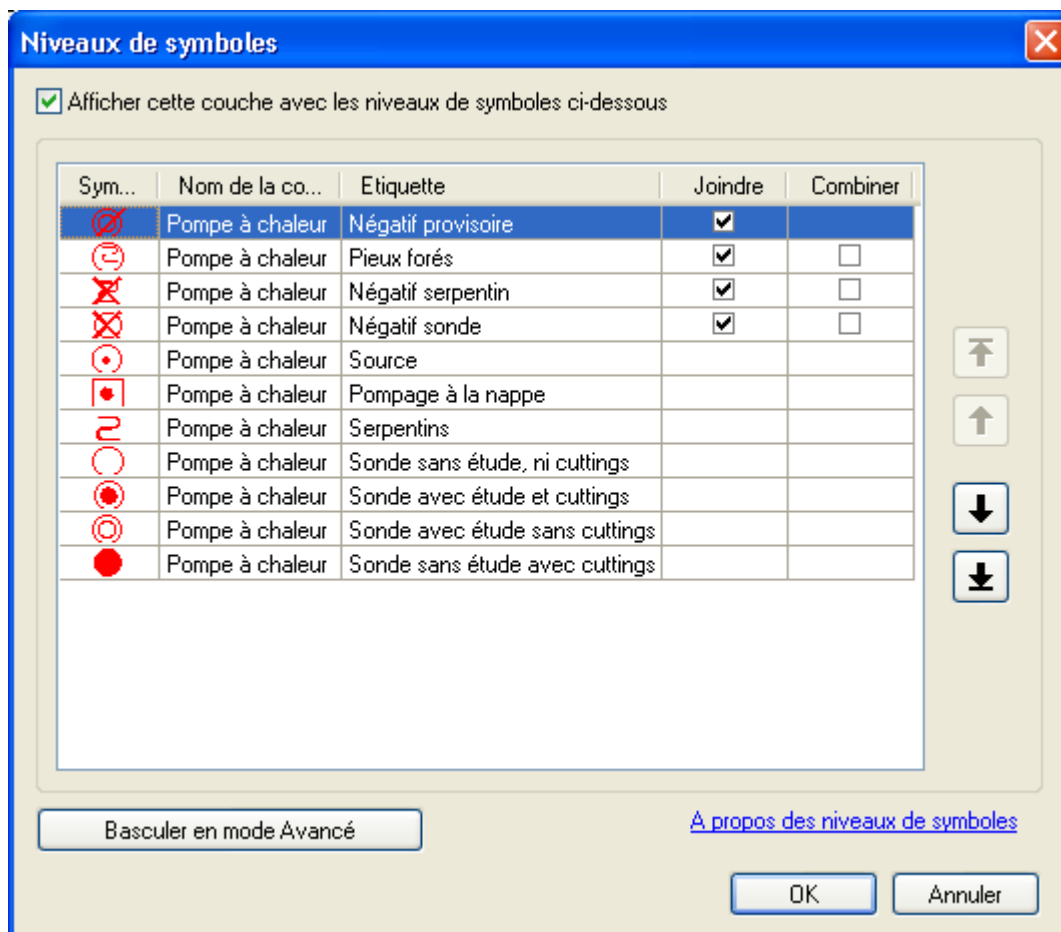 Niveaux de symboles
Afficher cette couche avec les niveaux de symboles ci-dessous
Sym... Nom de la co... Etiquette Joindre Combiner
Pompe à chaleur Négatif provisoire
Pompe à chaleur Pieux forés
Pompe à chaleur Négatif serpentin
Pompe à chaleur Négatif sonde
Pompe à chaleur Source
Pompe à chaleur Pompage à la nappe
Pompe à chaleur Serpentins
Pompe à chaleur Sonde sans étude, ni cuttings
Pompe à chaleur Sonde avec étude et cuttings
Pompe à chaleur Sonde avec étude sans cuttings
Pompe à chaleur Sonde sans étude avec cuttings
Basculer en mode Avancé
A propos des niveaux de symboles
OK Annuler